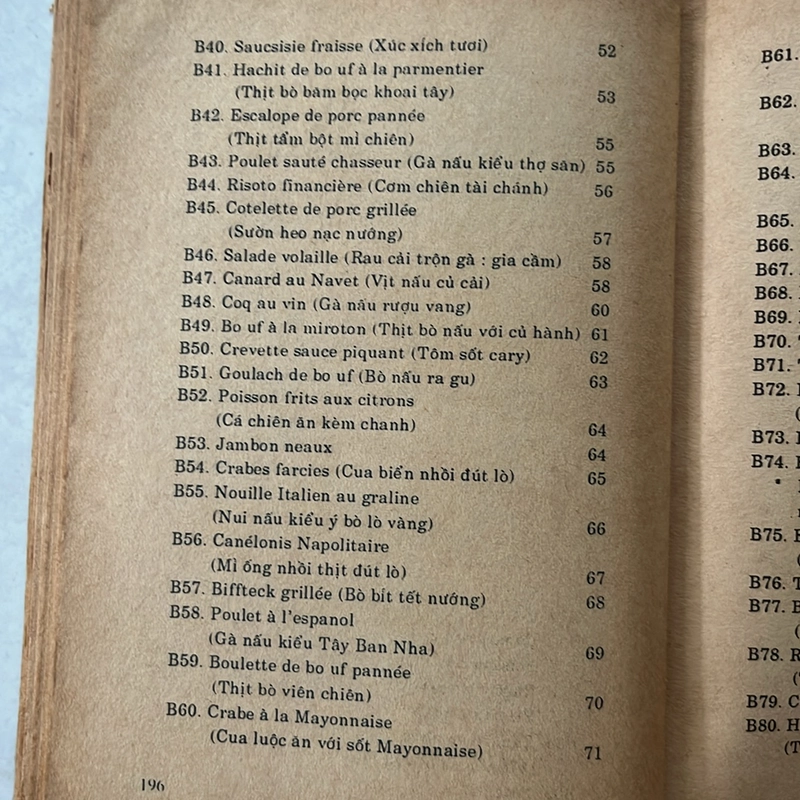 B40. Saucsisie fraisse (Xúc xích tươi) 52
B41. Hachit de bo uf à la parmentier
(Thịt bò bằm bọc khoai tây) 53
B42. Escalope de porc pannée
(Thịt tẩm bột mì chiên) 55
B43. Poulet sauté chasseur (Gà nấu kiểu thợ săn) 55
B44. Risoto financière (Cơm chiên tài chánh) 56
B45. Cotelette de porc grillée
(Sườn heo nạc nướng) 57
B46. Salade volaille (Rau cải trộn gà : gia cầm) 58
B47. Canard au Navet (Vịt nấu củ cải) 58
B48. Coq au vin (Gà nấu rượu vang) 60
B49. Bo uf à la miroton (Thịt bò nấu với củ hành) 61
B50. Crevette sauce piquant (Tôm sốt cary) 62
B51. Goulach de bo uf (Bò nấu ra gu) 63
B52. Poisson frits aux citrons
(Cá chiên ăn kèm chanh) 64
B53. Jambon neaux 64
B54. Crabes farcies (Cua biển nhồi đút lò) 65
B55. Nouille Italien au graline
(Nui nấu kiểu ý bò lò vàng) 66
B56. Canélonis Napolitaire
(Mì ống nhồi thịt đút lò) 67
B57. Biffteck grillée (Bò bít tết nướng) 68
B58. Poulet à l'espanol
(Gà nấu kiểu Tây Ban Nha) 69
B59. Boulette de bo uf pannée
(Thịt bò viên chiên) 70
B60. Crabe à la Mayonnaise
(Cua luộc ăn với sốt Mayonnaise) 71
196
B61.
B62.
B63.
B64.
B65.
B66.
B67.
B68.
B69.
B70.
B71.
B72.
B73.
B74.
B75.
B76.
B77.
B78.
B79.
B80.